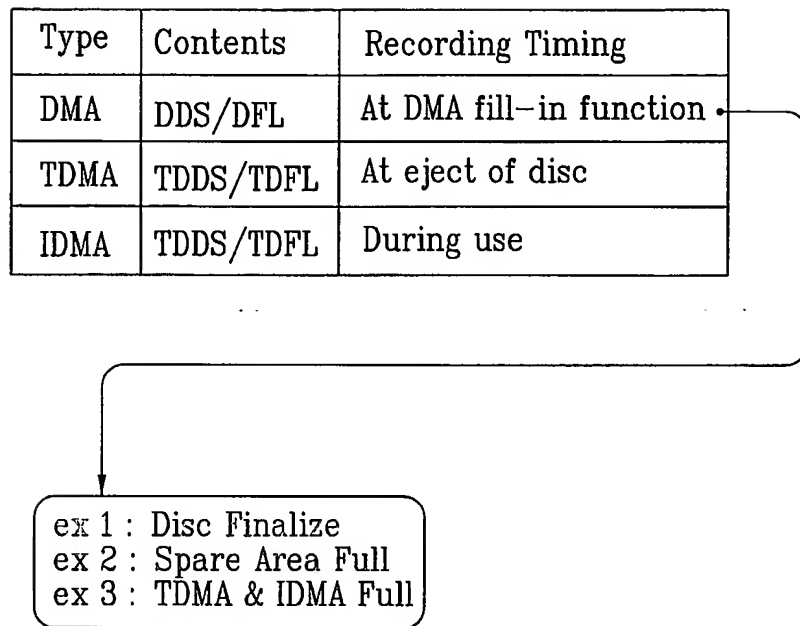 Type Contents Recording Timing
DMA DDS/DFL At DMA fill-in function
TDMA TDDS/TDFL At eject of disc
IDMA TDDS/TDFL During use
ex 1 : Disc Finalize
ex 2 : Spare Area Full
ex 3 : TDMA & IDMA Full